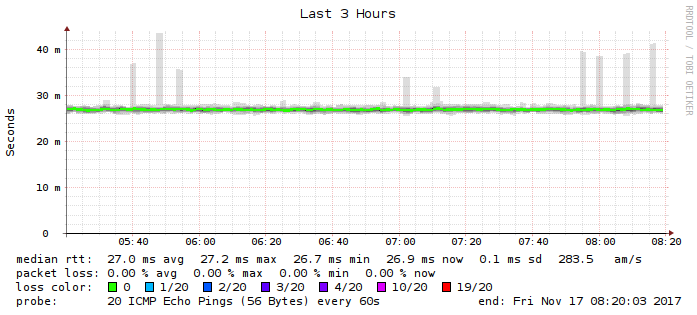 Last 3 Hours
RRDTOOL / TOBI OETIKER
Seconds
40 m
30 m
20 m
10 m
0
05:40 06:00 06:20 06:40 07:00 07:20 07:40 08:00 08:20
median rtt: 27.0 ms avg 27.2 ms max 26.7 ms min 26.9 ms now 0.1 ms sd 283.5 am/s
packet loss: 0.00 % avg 0.00 % max 0.00 % min 0.00 % now
loss color: 0 1/20 2/20 3/20 4/20 10/20 19/20
probe: 20 ICMP Echo Pings (56 Bytes) every 60s end: Fri Nov 17 08:20:03 2017